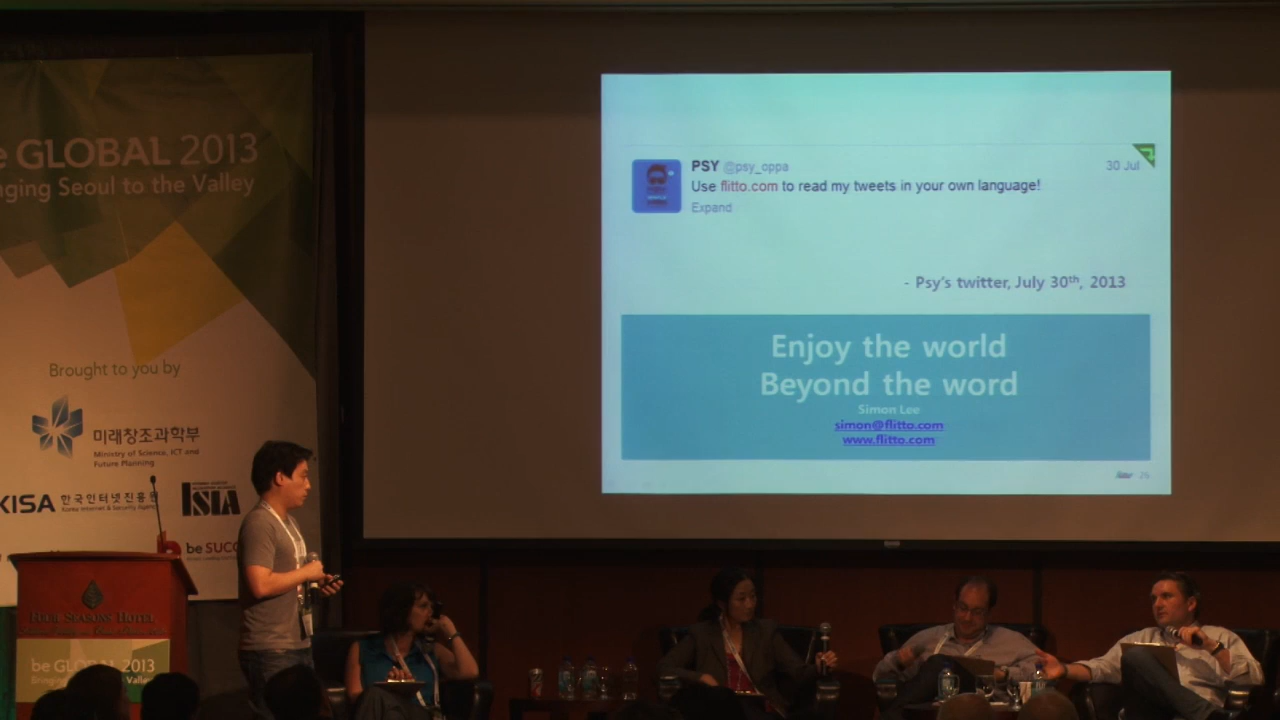 e GLOBAL 2013
nging Seoul to the Valley
Brought to you by
미래창조과학부
Ministry of Science, ICT and
Future Planning
KISA 한국인터넷진흥원
Korea Internet & Security Agency
be SUCC
FOUR SEASONS HOTEL
be GLOBAL 2013
PSY @psy_oppa
30 Jul
Use flitto.com to read my tweets in your own language!
Expand
- Psy's twitter, July 30th, 2013
Enjoy the world
Beyond the word
Simon Lee
simon@flitto.com
www.flitto.com
flitto